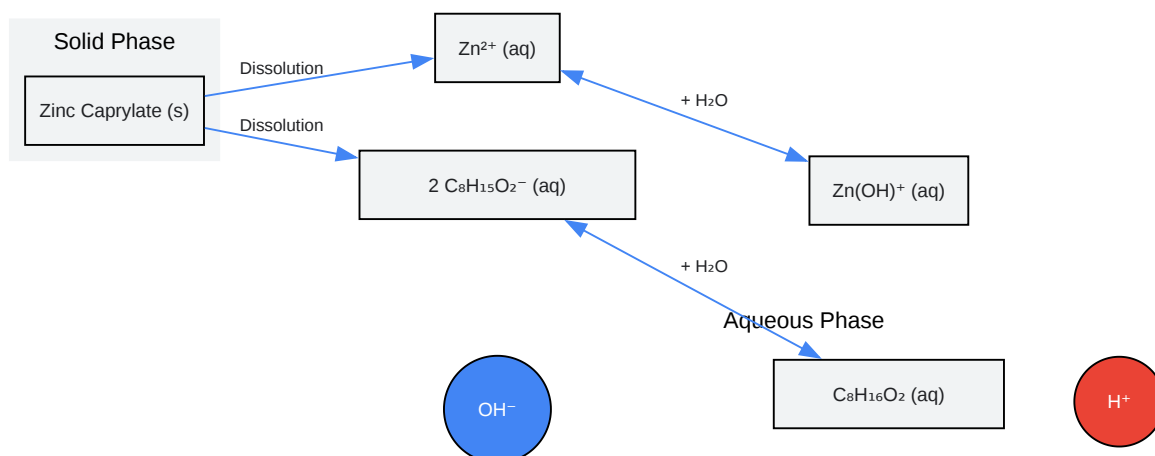 Solid Phase
Zinc Caprylate (s)
Dissolution
Dissolution
Zn²⁺ (aq)
+ H₂O
2 C₈H₁₅O₂⁻ (aq)
Zn(OH)⁺ (aq)
+ H₂O
Aqueous Phase
C₈H₁₆O₂ (aq)
OH⁻
H⁺